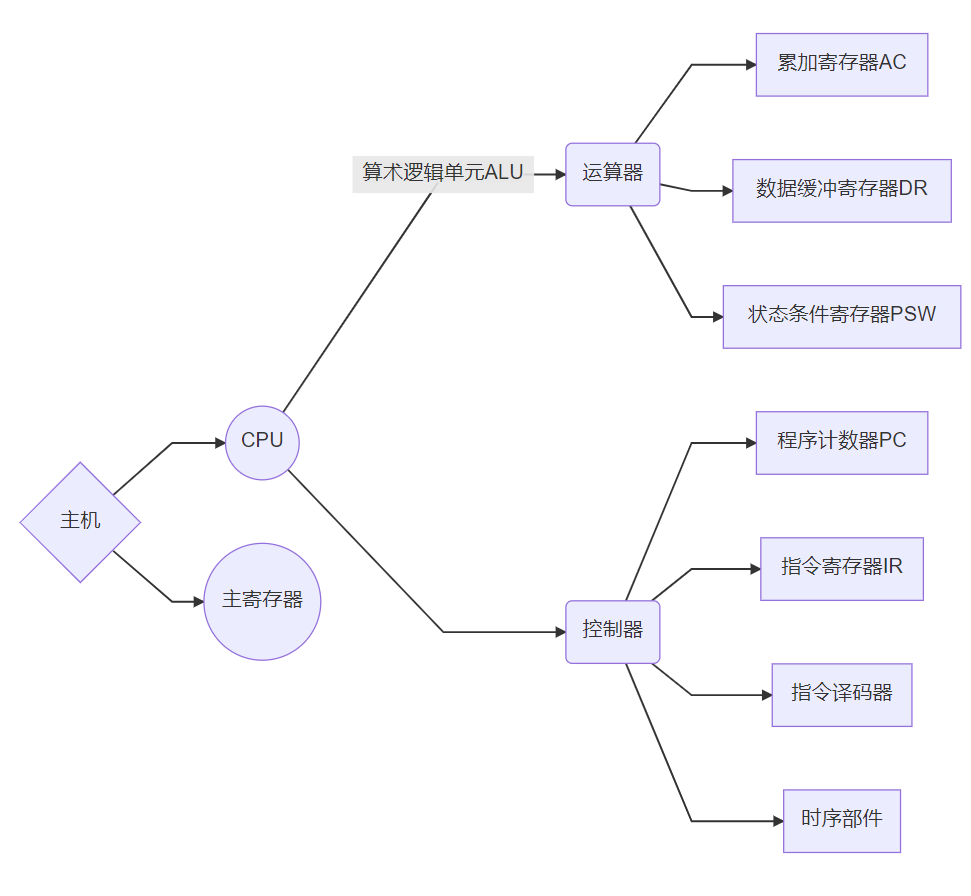 累加寄存器AC
算术逻辑单元ALU
运算器
数据缓冲寄存器DR
状态条件寄存器PSW
CPU
程序计数器PC
主机
指令寄存器IR
主寄存器
控制器
指令译码器
时序部件